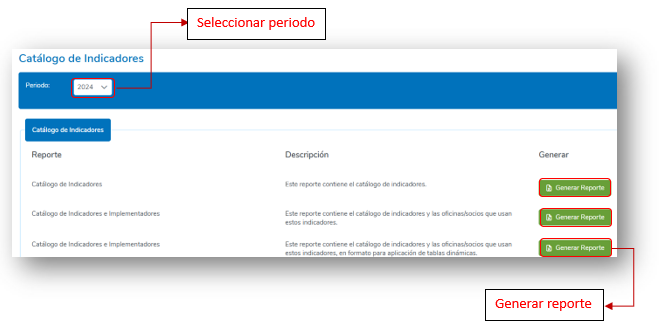 Seleccionar periodo
Catálogo de Indicadores
Periodo:
2024
Catálogo de Indicadores
Reporte Descripción Generar
Catálogo de Indicadores Este reporte contiene el catálogo de indicadores. Generar Reporte
Catálogo de Indicadores e Implementadores Este reporte contiene el catálogo de indicadores y las oficinas/socios que usan Generar Reporte
estos indicadores.
Catálogo de Indicadores e Implementadores Este reporte contiene el catálogo de indicadores y las oficinas/socios que usan Generar Reporte
estos indicadores, en formato para aplicación de tablas dinámicas.
Generar reporte